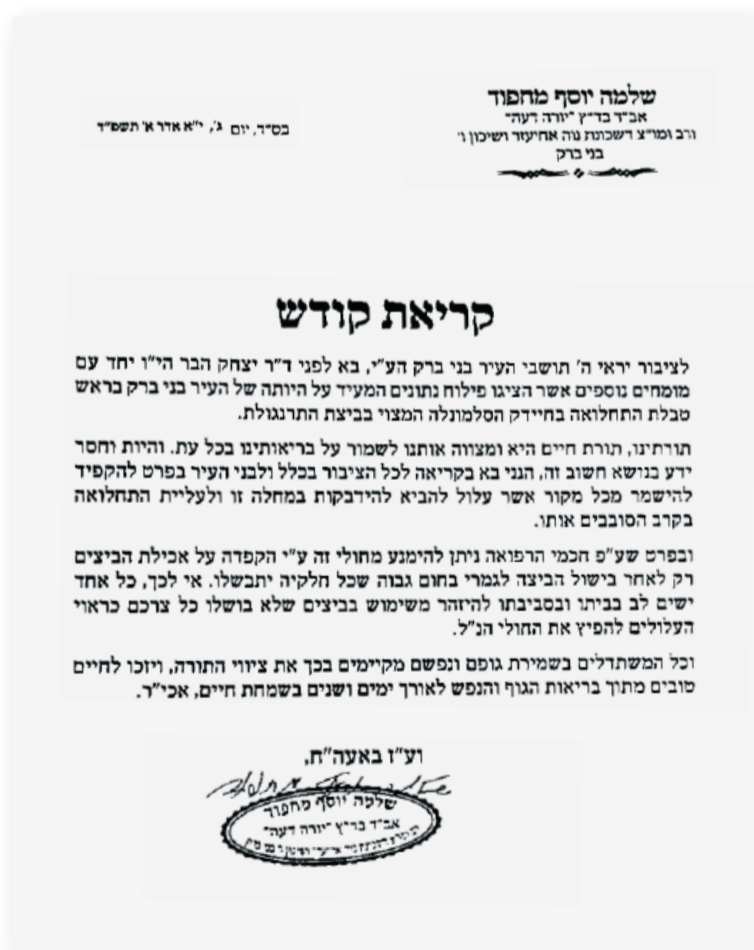 שלמה יוסף מחפוד
אב״ד בד״ץ ״יורה דעה״
ורב ומו״צ דשכונת נוה אחיעזר ושיכון ו׳
בני ברק
בס״ד, יום ג׳, י״א אדר א׳ תשפ״ד
קריאת קודש
לציבור יראי ה׳ תושבי העיר בני ברק הע״י, בא לפני ד״ר יצחק הבר הי״ו יחד עם
מומחים נוספים אשר הציגו פילוח נתונים המעיד על היותה של העיר בני ברק בראש
טבלת התחלואה בחיידק הסלמונלה המצוי בביצת התרנגולת.
תורתינו, תורת חיים היא ומצווה אותנו לשמור על בריאותינו בכל עת. והיות וחסר
ידע בנושא חשוב זה, הנני בא בקריאה לכל הציבור בכלל ולבני העיר בפרט להקפיד
להישמר מכל מקור אשר עלול להביא להידבקות במחלה זו ולעליית התחלואה
בקרב הסובבים אותו.
ובפרט שע״פ חכמי הרפואה ניתן להימנע מחולי זה ע״י הקפדה על אכילת הביצים
רק לאחר בישול הביצה לגמרי בחום גבוה שכל חלקיה יתבשלו. אי לכך, כל אחד
ישים לב בביתו ובסביבתו להיזהר משימוש בביצים שלא בושלו כל צרכם כראוי
העלולים להפיץ את החולי הנ״ל.
וכל המשתדלים בשמירת גופם ונפשם מקיימים בכך את ציווי התורה, ויזכו לחיים
טובים מתוך בריאות הגוף והנפש לאורך ימים ושנים בשמחת חיים, אכי״ר.
וע״ז באעה״ח,
שלמה יוסף מחפוד
אב״ד בד״ץ ״יורה דעה״